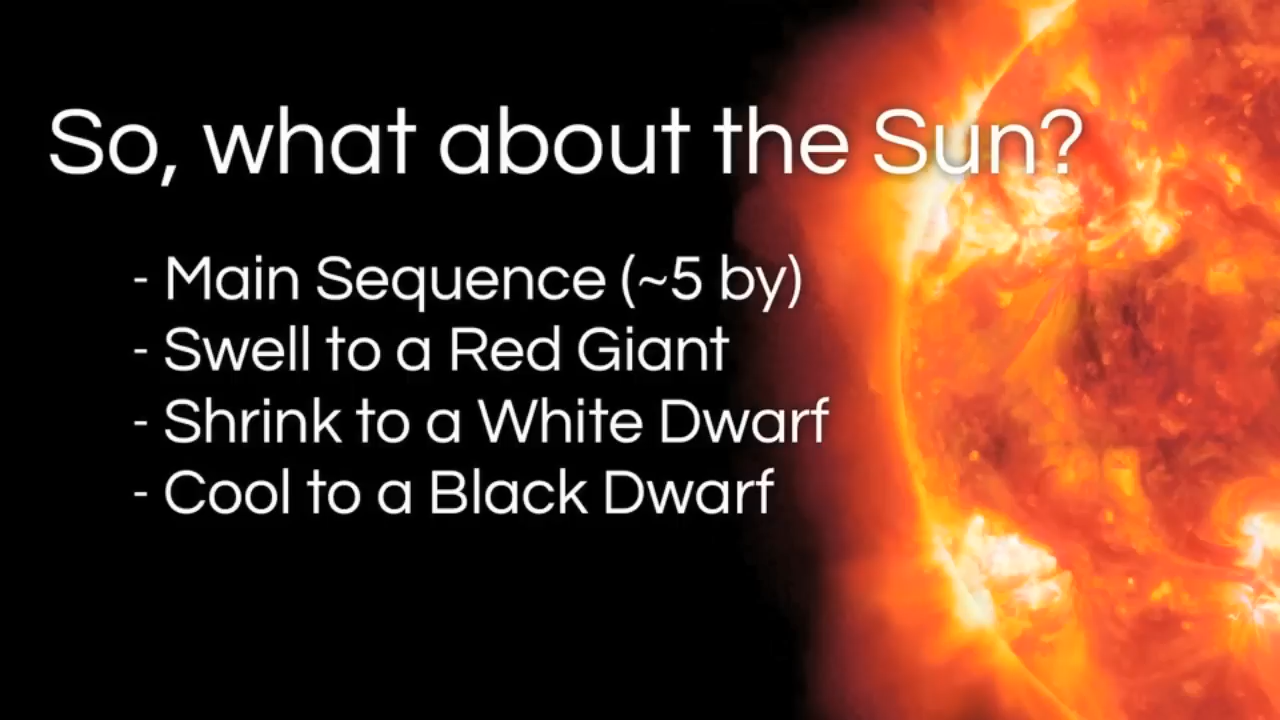 So, what about the Sun?
- Main Sequence (~5 by)
- Swell to a Red Giant
- Shrink to a White Dwarf
- Cool to a Black Dwarf